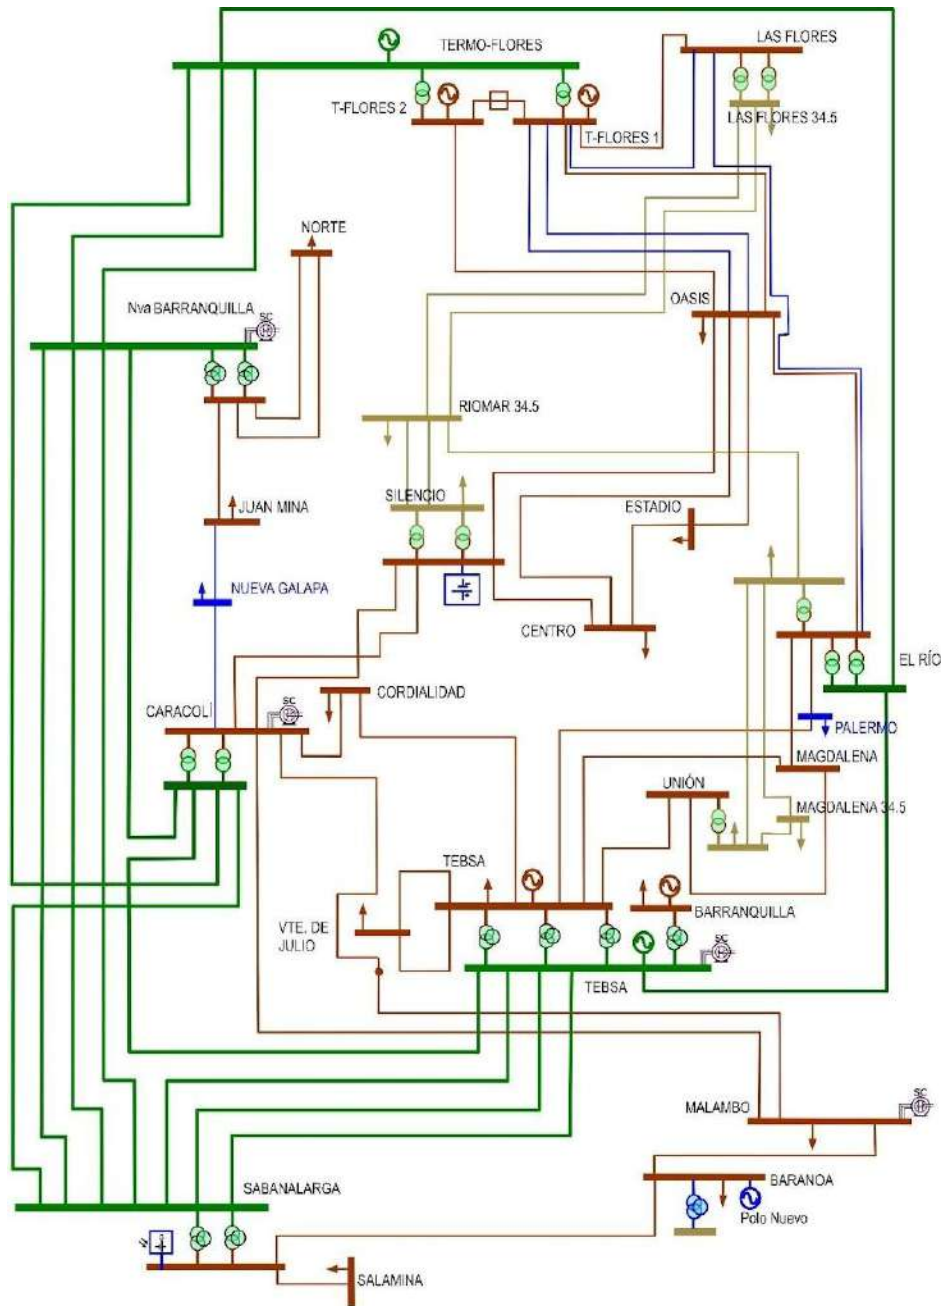 LAS FLORES
TERMO-FLORES
T-FLORES 2
T-FLORES 1
LAS FLORES 34.5
NORTE
Nva BARRANQUILLA
SC
OASIS
RIOMAR 34.5
SILENCIO
ESTADIO
JUAN MINA
NUEVA GALAPA
CENTRO
EL RÍO
CORDIALIDAD
CARACOLÍ
SC
PALERMO
MAGDALENA
UNIÓN
MAGDALENA 34.5
TEBSA
BARRANQUILLA
VTE. DE
JULIO
SC
TEBSA
SC
MALAMBO
SABANALARGA
BARANOA
Polo Nuevo
SALAMINA